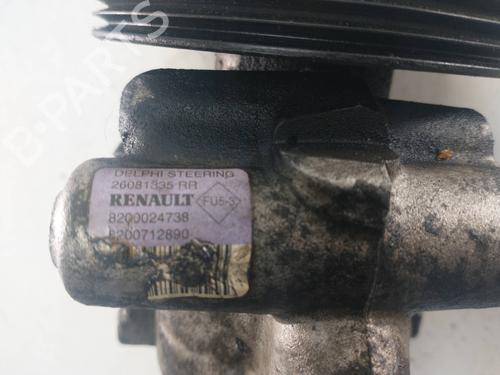 B-PARTS
DELPHI STEERING
26081335 RR
RENAULT FU5-3
8200024738
8200712890